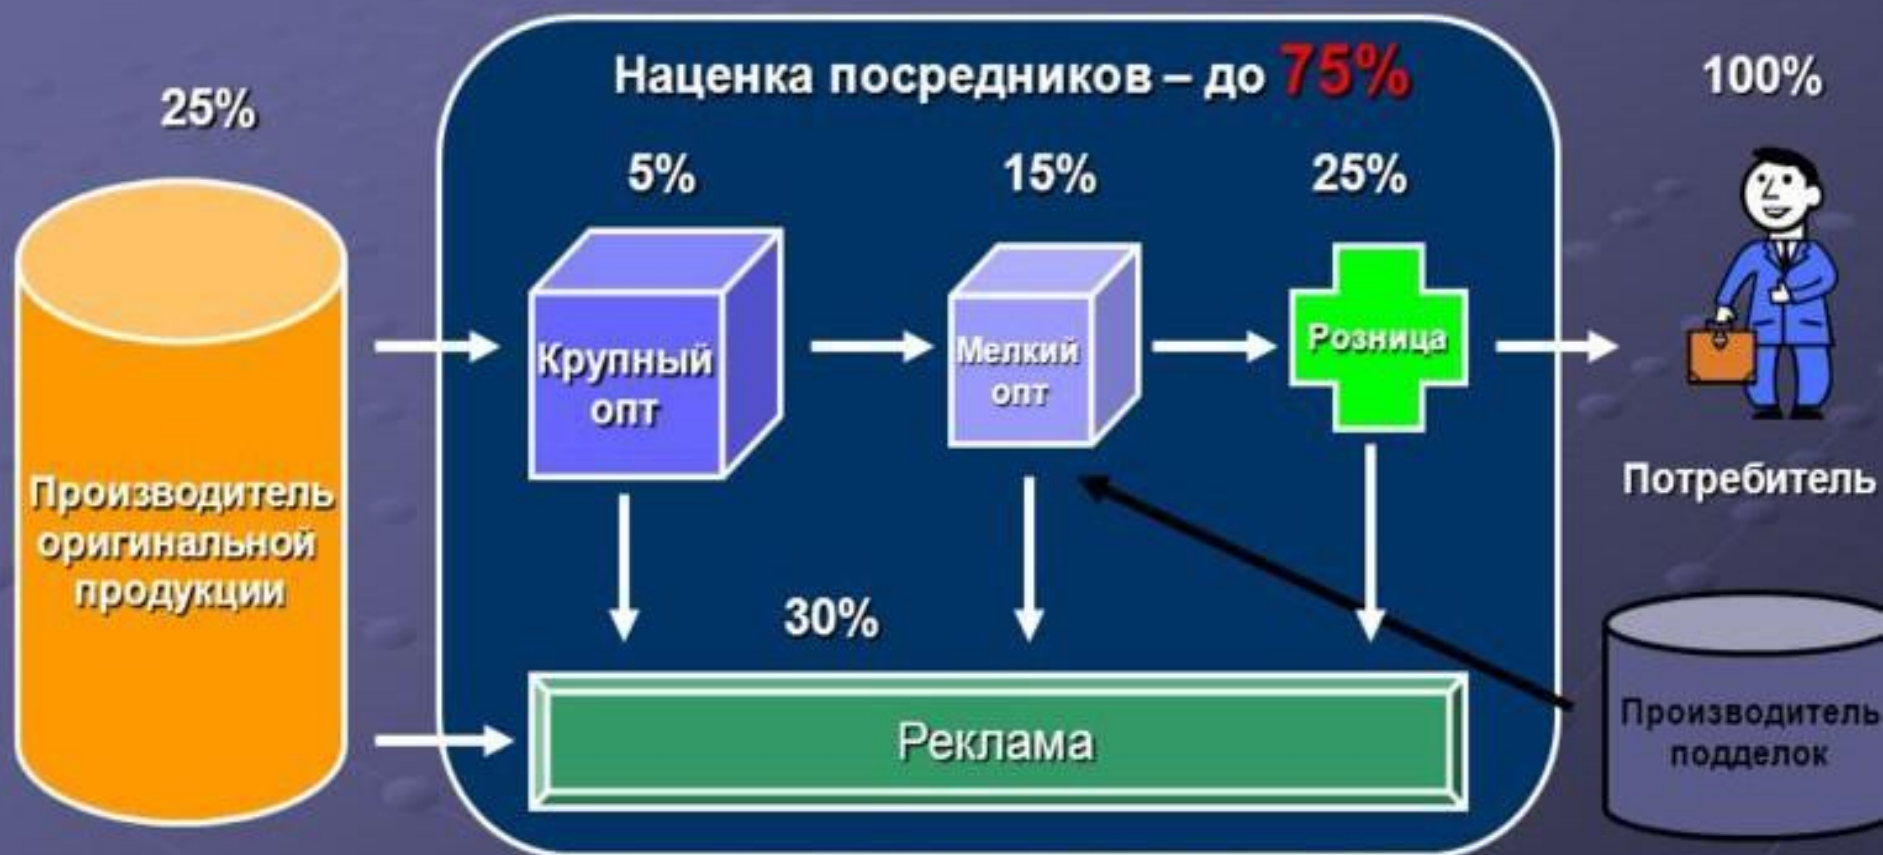 Наценка посредников – до 75%
25%
100%
5%
15%
25%
Крупный
опт
Мелкий
опт
Розница
Производитель
оригинальной
продукции
Потребитель
30%
Реклама
Производитель
подделок